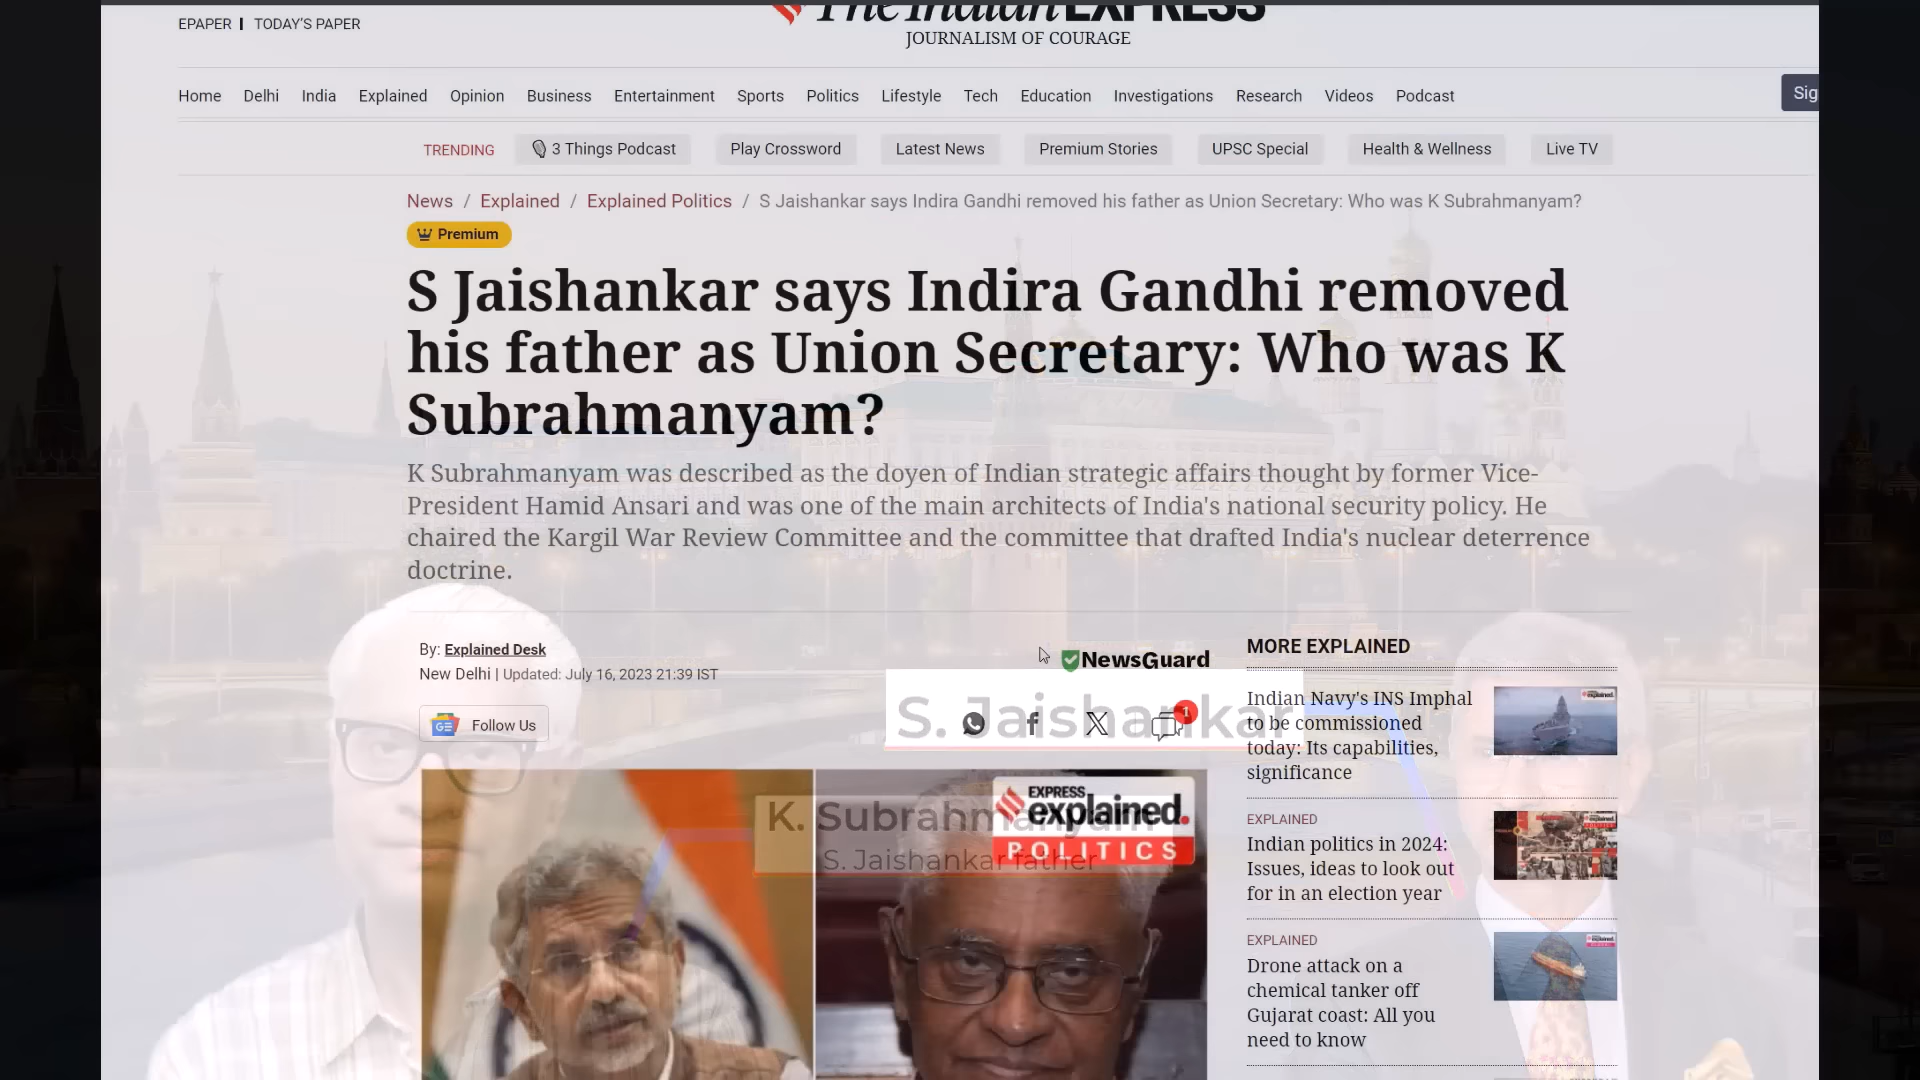 The Indian EXPRESS
JOURNALISM OF COURAGE
EPAPER TODAY'S PAPER
Home Delhi India Explained Opinion Business Entertainment Sports Politics Lifestyle Tech Education Investigations Research Videos Podcast
Sig
TRENDING 3 Things Podcast Play Crossword Latest News Premium Stories UPSC Special Health & Wellness Live TV
News / Explained / Explained Politics / S Jaishankar says Indira Gandhi removed his father as Union Secretary: Who was K Subrahmanyam?
Premium
S Jaishankar says Indira Gandhi removed
his father as Union Secretary: Who was K
Subrahmanyam?
K Subrahmanyam was described as the doyen of Indian strategic affairs thought by former Vice-
President Hamid Ansari and was one of the main architects of India's national security policy. He
chaired the Kargil War Review Committee and the committee that drafted India's nuclear deterrence
doctrine.
By: Explained Desk
New Delhi | Updated: July 16, 2023 21:39 IST
NewsGuard
Follow Us
S. Jaishankar
1
K. Subrahmanyam
S. Jaishankar father
EXPRESS
explained.
POLITICS
MORE EXPLAINED
Indian Navy's INS Imphal
to be commissioned
today: Its capabilities,
significance
EXPLAINED
Indian politics in 2024:
Issues, ideas to look out
for in an election year
EXPLAINED
Drone attack on a
chemical tanker off
Gujarat coast: All you
need to know